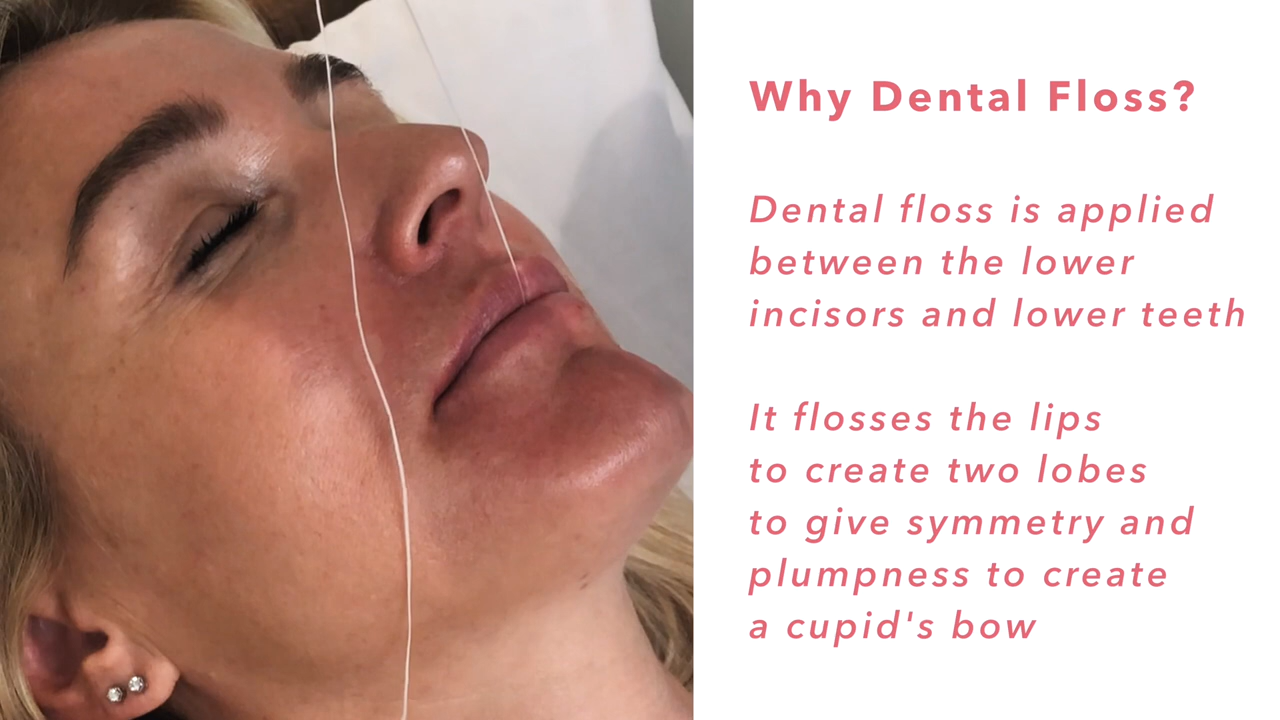 Why Dental Floss?
Dental floss is applied
between the lower
incisors and lower teeth
It flosses the lips
to create two lobes
to give symmetry and
plumpness to create
a cupid's bow